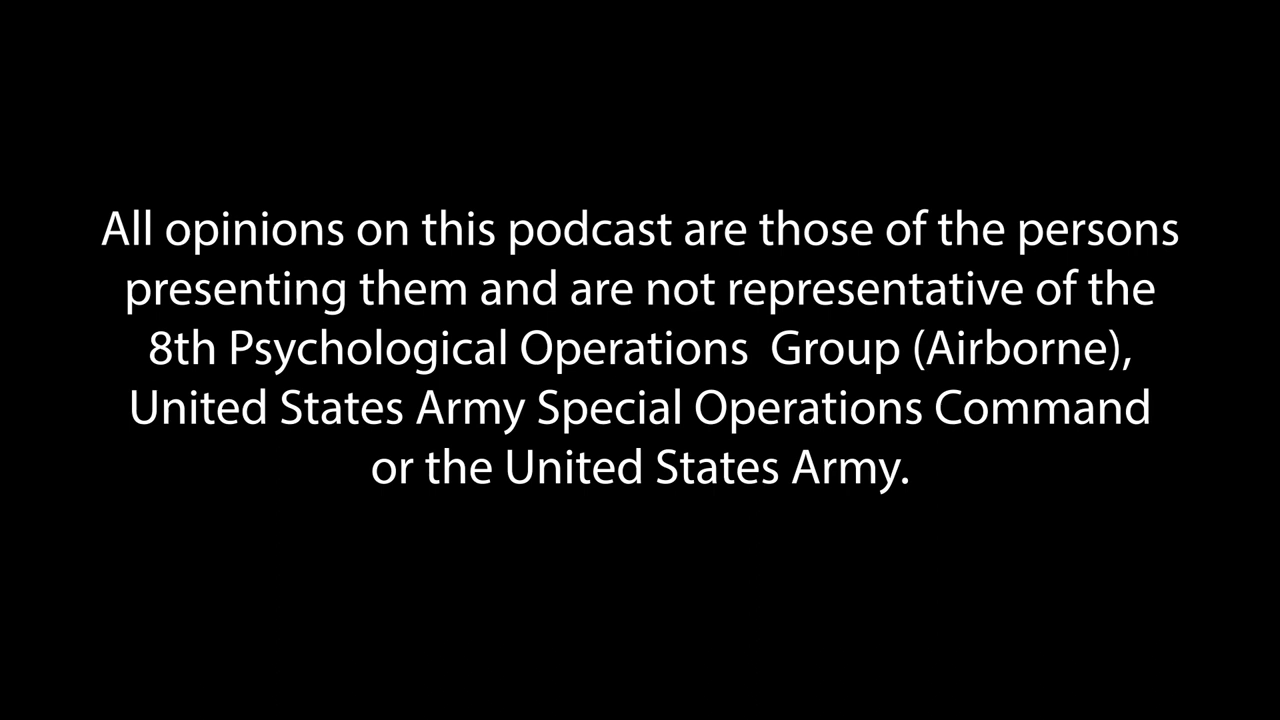 All opinions on this podcast are those of the persons
presenting them and are not representative of the
8th Psychological Operations  Group (Airborne),
United States Army Special Operations Command
or the United States Army.